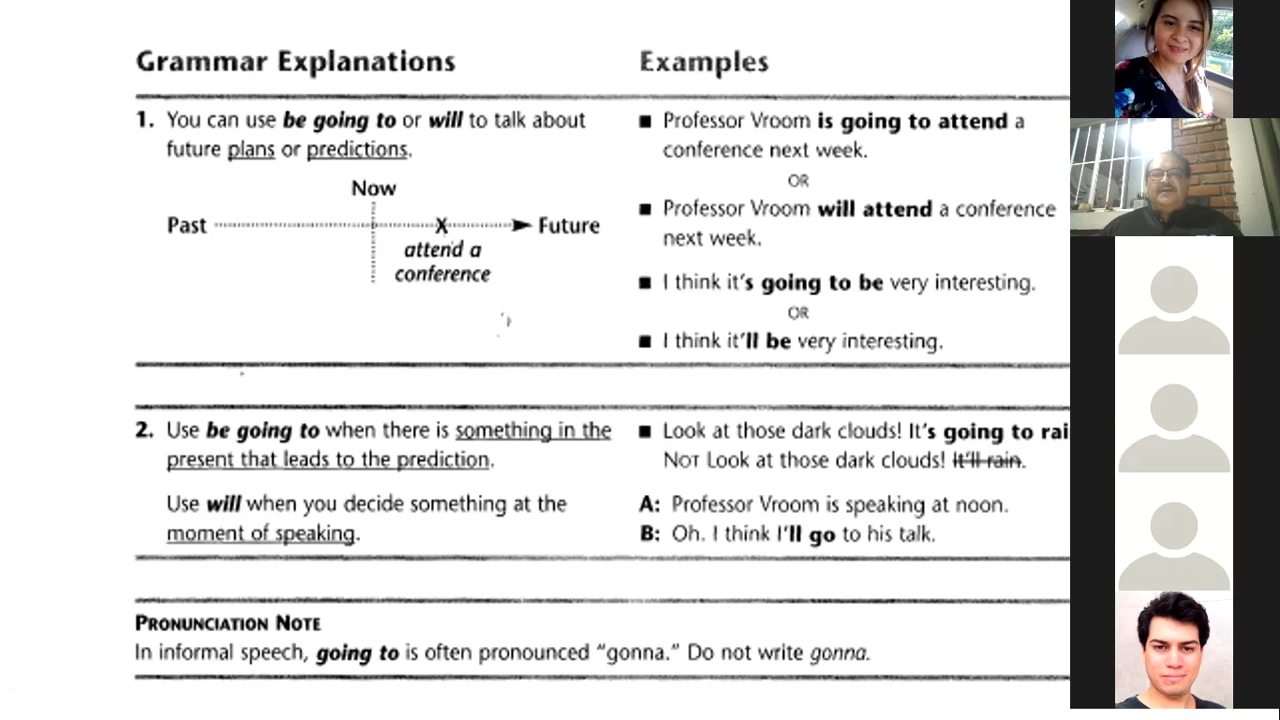 Grammar Explanations
Examples
1. You can use be going to or will to talk about
future plans or predictions.
Now
Past
Future
attend a
conference
■ Professor Vroom is going to attend a
conference next week.
OR
■ Professor Vroom will attend a conference
next week.
■ I think it's going to be very interesting.
OR
■ I think it'll be very interesting.
2. Use be going to when there is something in the
present that leads to the prediction.
Use will when you decide something at the
moment of speaking.
■ Look at those dark clouds! It's going to rai
NOT Look at those dark clouds! It'll rain.
A: Professor Vroom is speaking at noon.
B: Oh. I think I'll go to his talk.
PRONUNCIATION NOTE
In informal speech, going to is often pronounced "gonna." Do not write gonna.